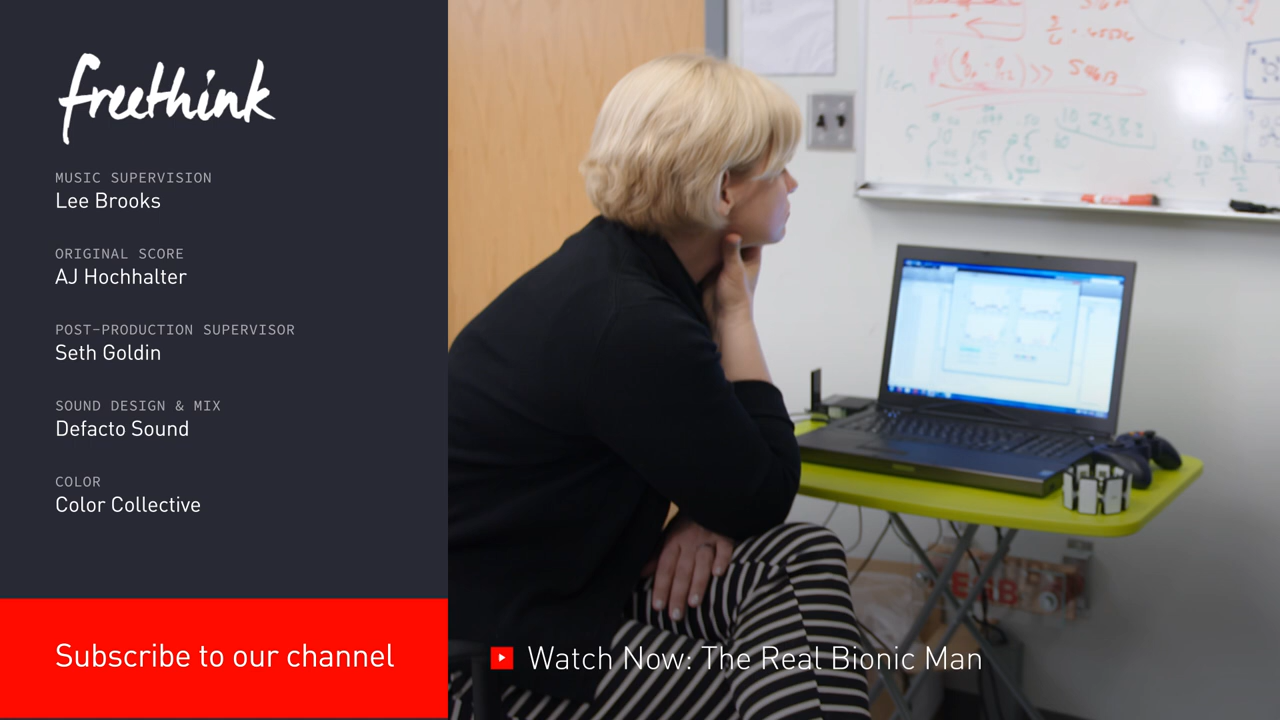 freethink
MUSIC SUPERVISION
Lee Brooks
ORIGINAL SCORE
AJ Hochhalter
POST-PRODUCTION SUPERVISOR
Seth Goldin
SOUND DESIGN & MIX
Defacto Sound
COLOR
Color Collective
Subscribe to our channel
Watch Now: The Real Bionic Man